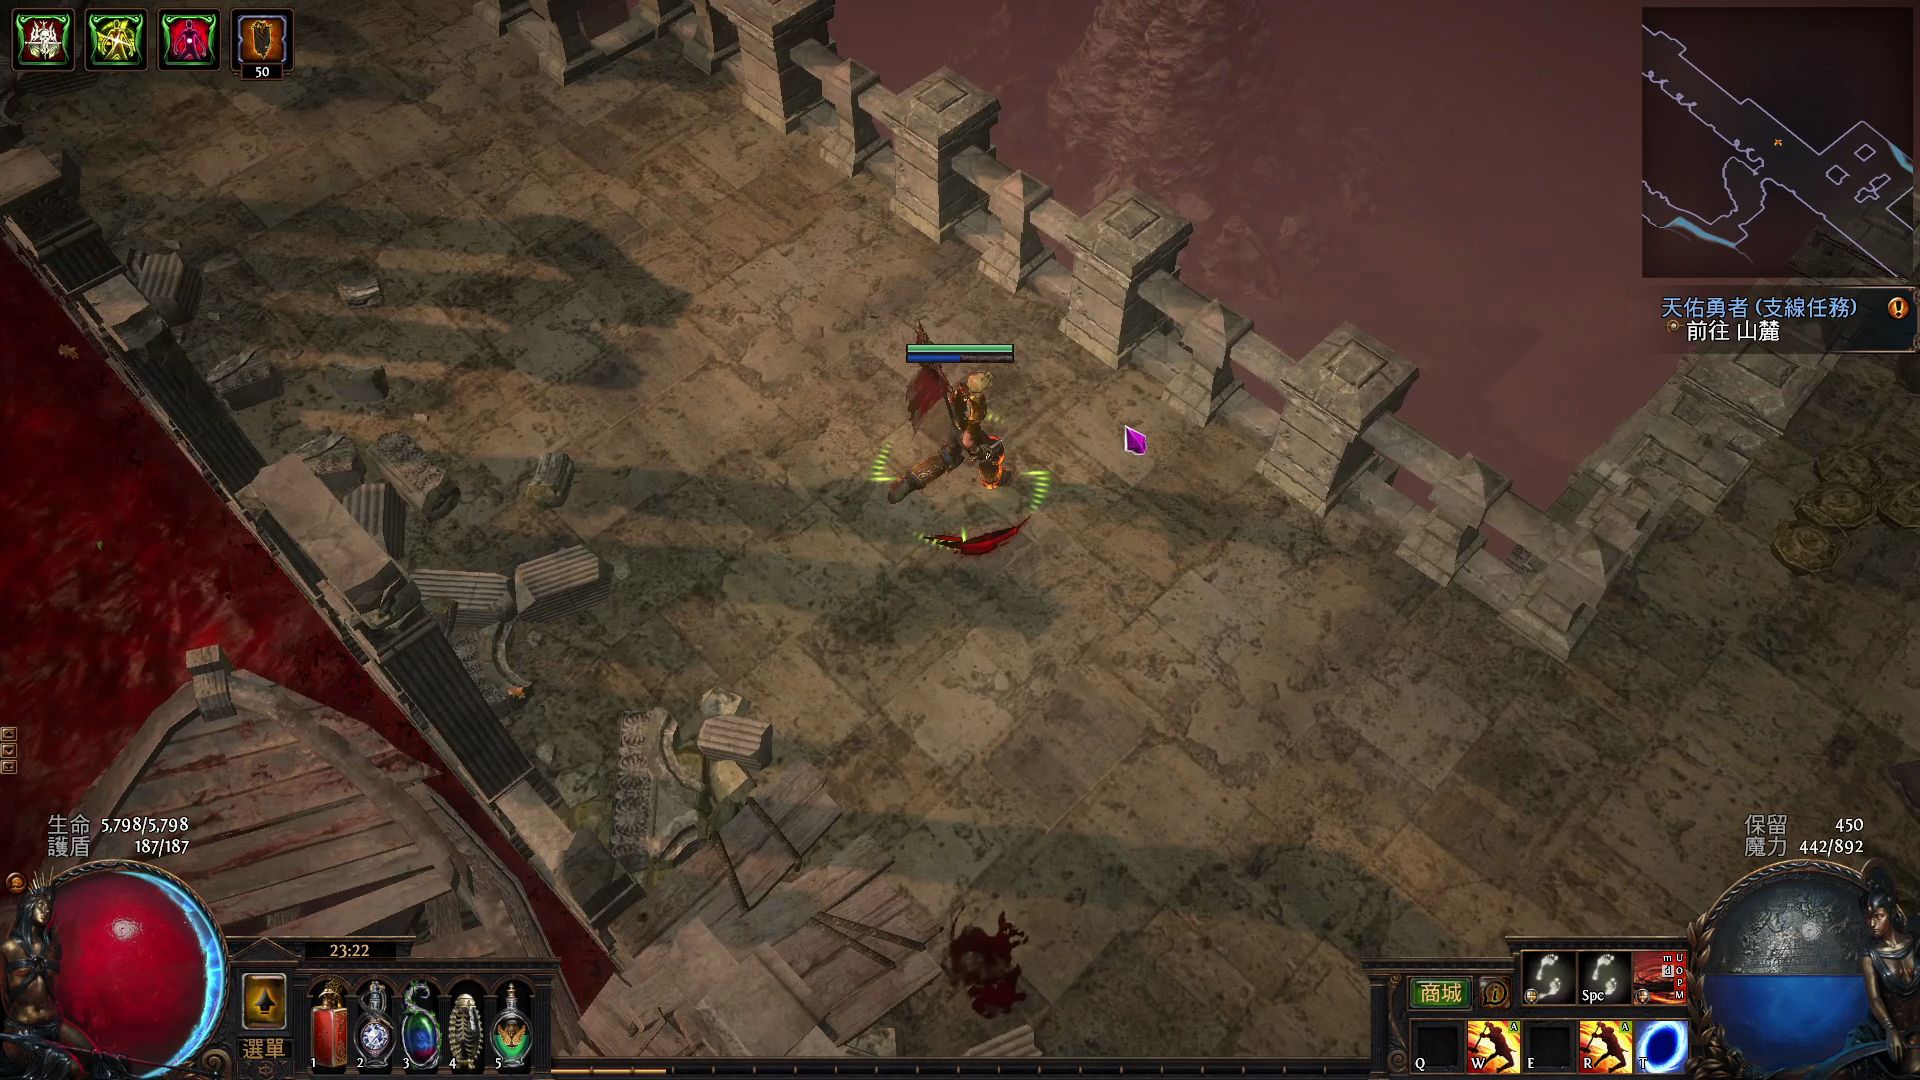 50
天佑勇者 (支線任務)
前往 山麓
生命 5,798/5,798
護盾 187/187
保留 450
魔力 442/892
23:22
商城
Spc
m U
d O
P
M
選單
1 2 3 4 5
Q W A E R A T